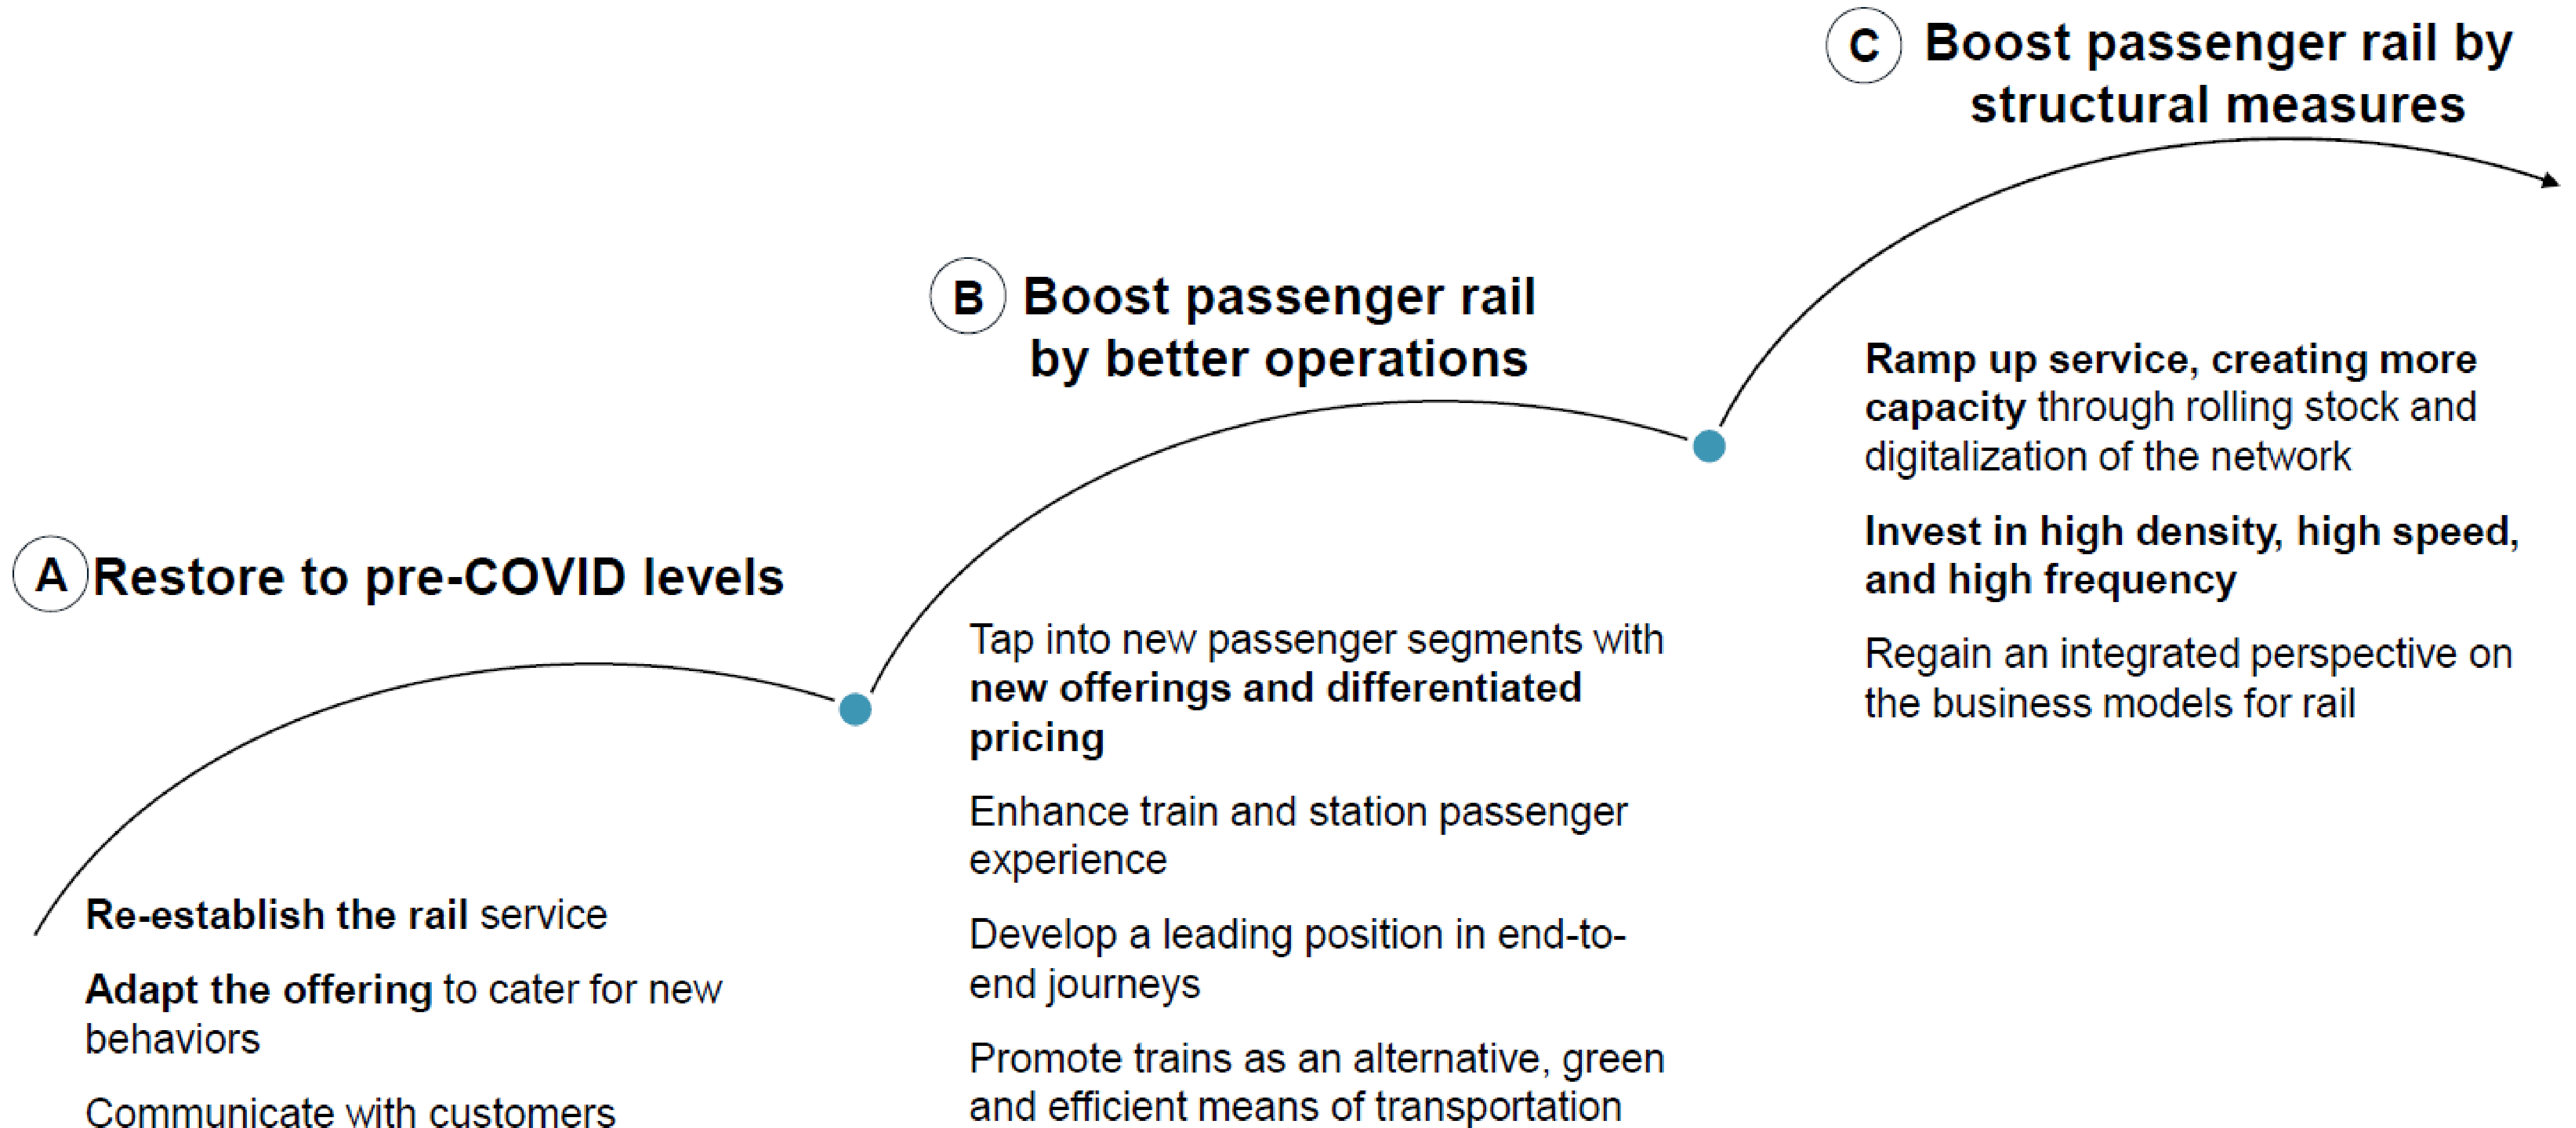 A Restore to pre-COVID levels
Re-establish the rail service
Adapt the offering to cater for new
behaviors
Communicate with customers
B Boost passenger rail
by better operations
Tap into new passenger segments with
new offerings and differentiated
pricing
Enhance train and station passenger
experience
Develop a leading position in end-to-
end journeys
Promote trains as an alternative, green
and efficient means of transportation
C Boost passenger rail by
structural measures
Ramp up service, creating more
capacity through rolling stock and
digitalization of the network
Invest in high density, high speed,
and high frequency
Regain an integrated perspective on
the business models for rail